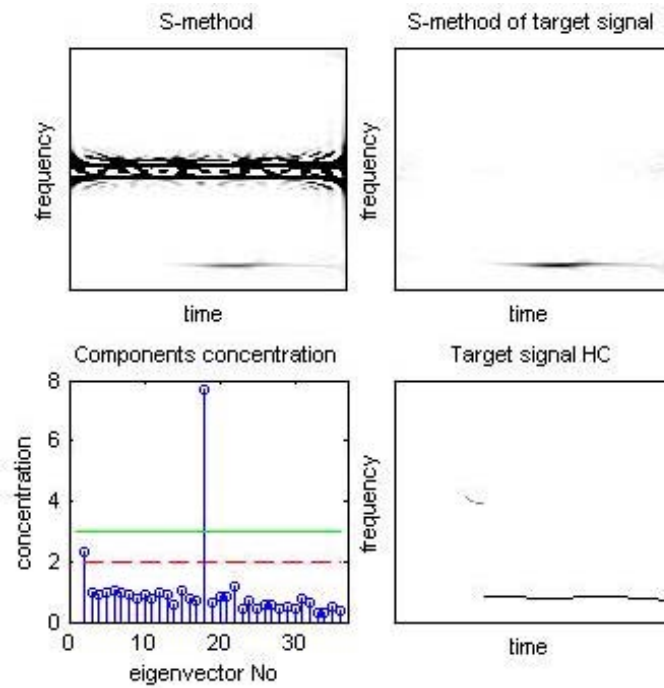 S-method
frequency
time
S-method of target signal
frequency
time
Components concentration
concentration
8
6
4
2
0
0 10 20 30
eigenvector No
Target signal HC
frequency
time